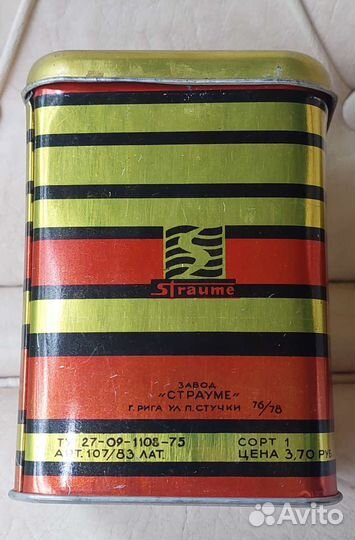 Straume
ЗАВОД
"СТРАУМЕ"
Г. РИГА УЛ П. СТУЧКИ 76/78
ТУ 27-09-1108-75 СОРТ 1
АРТ. 107/83 ЛАТ. ЦЕНА 3,70 РУБ
Avito